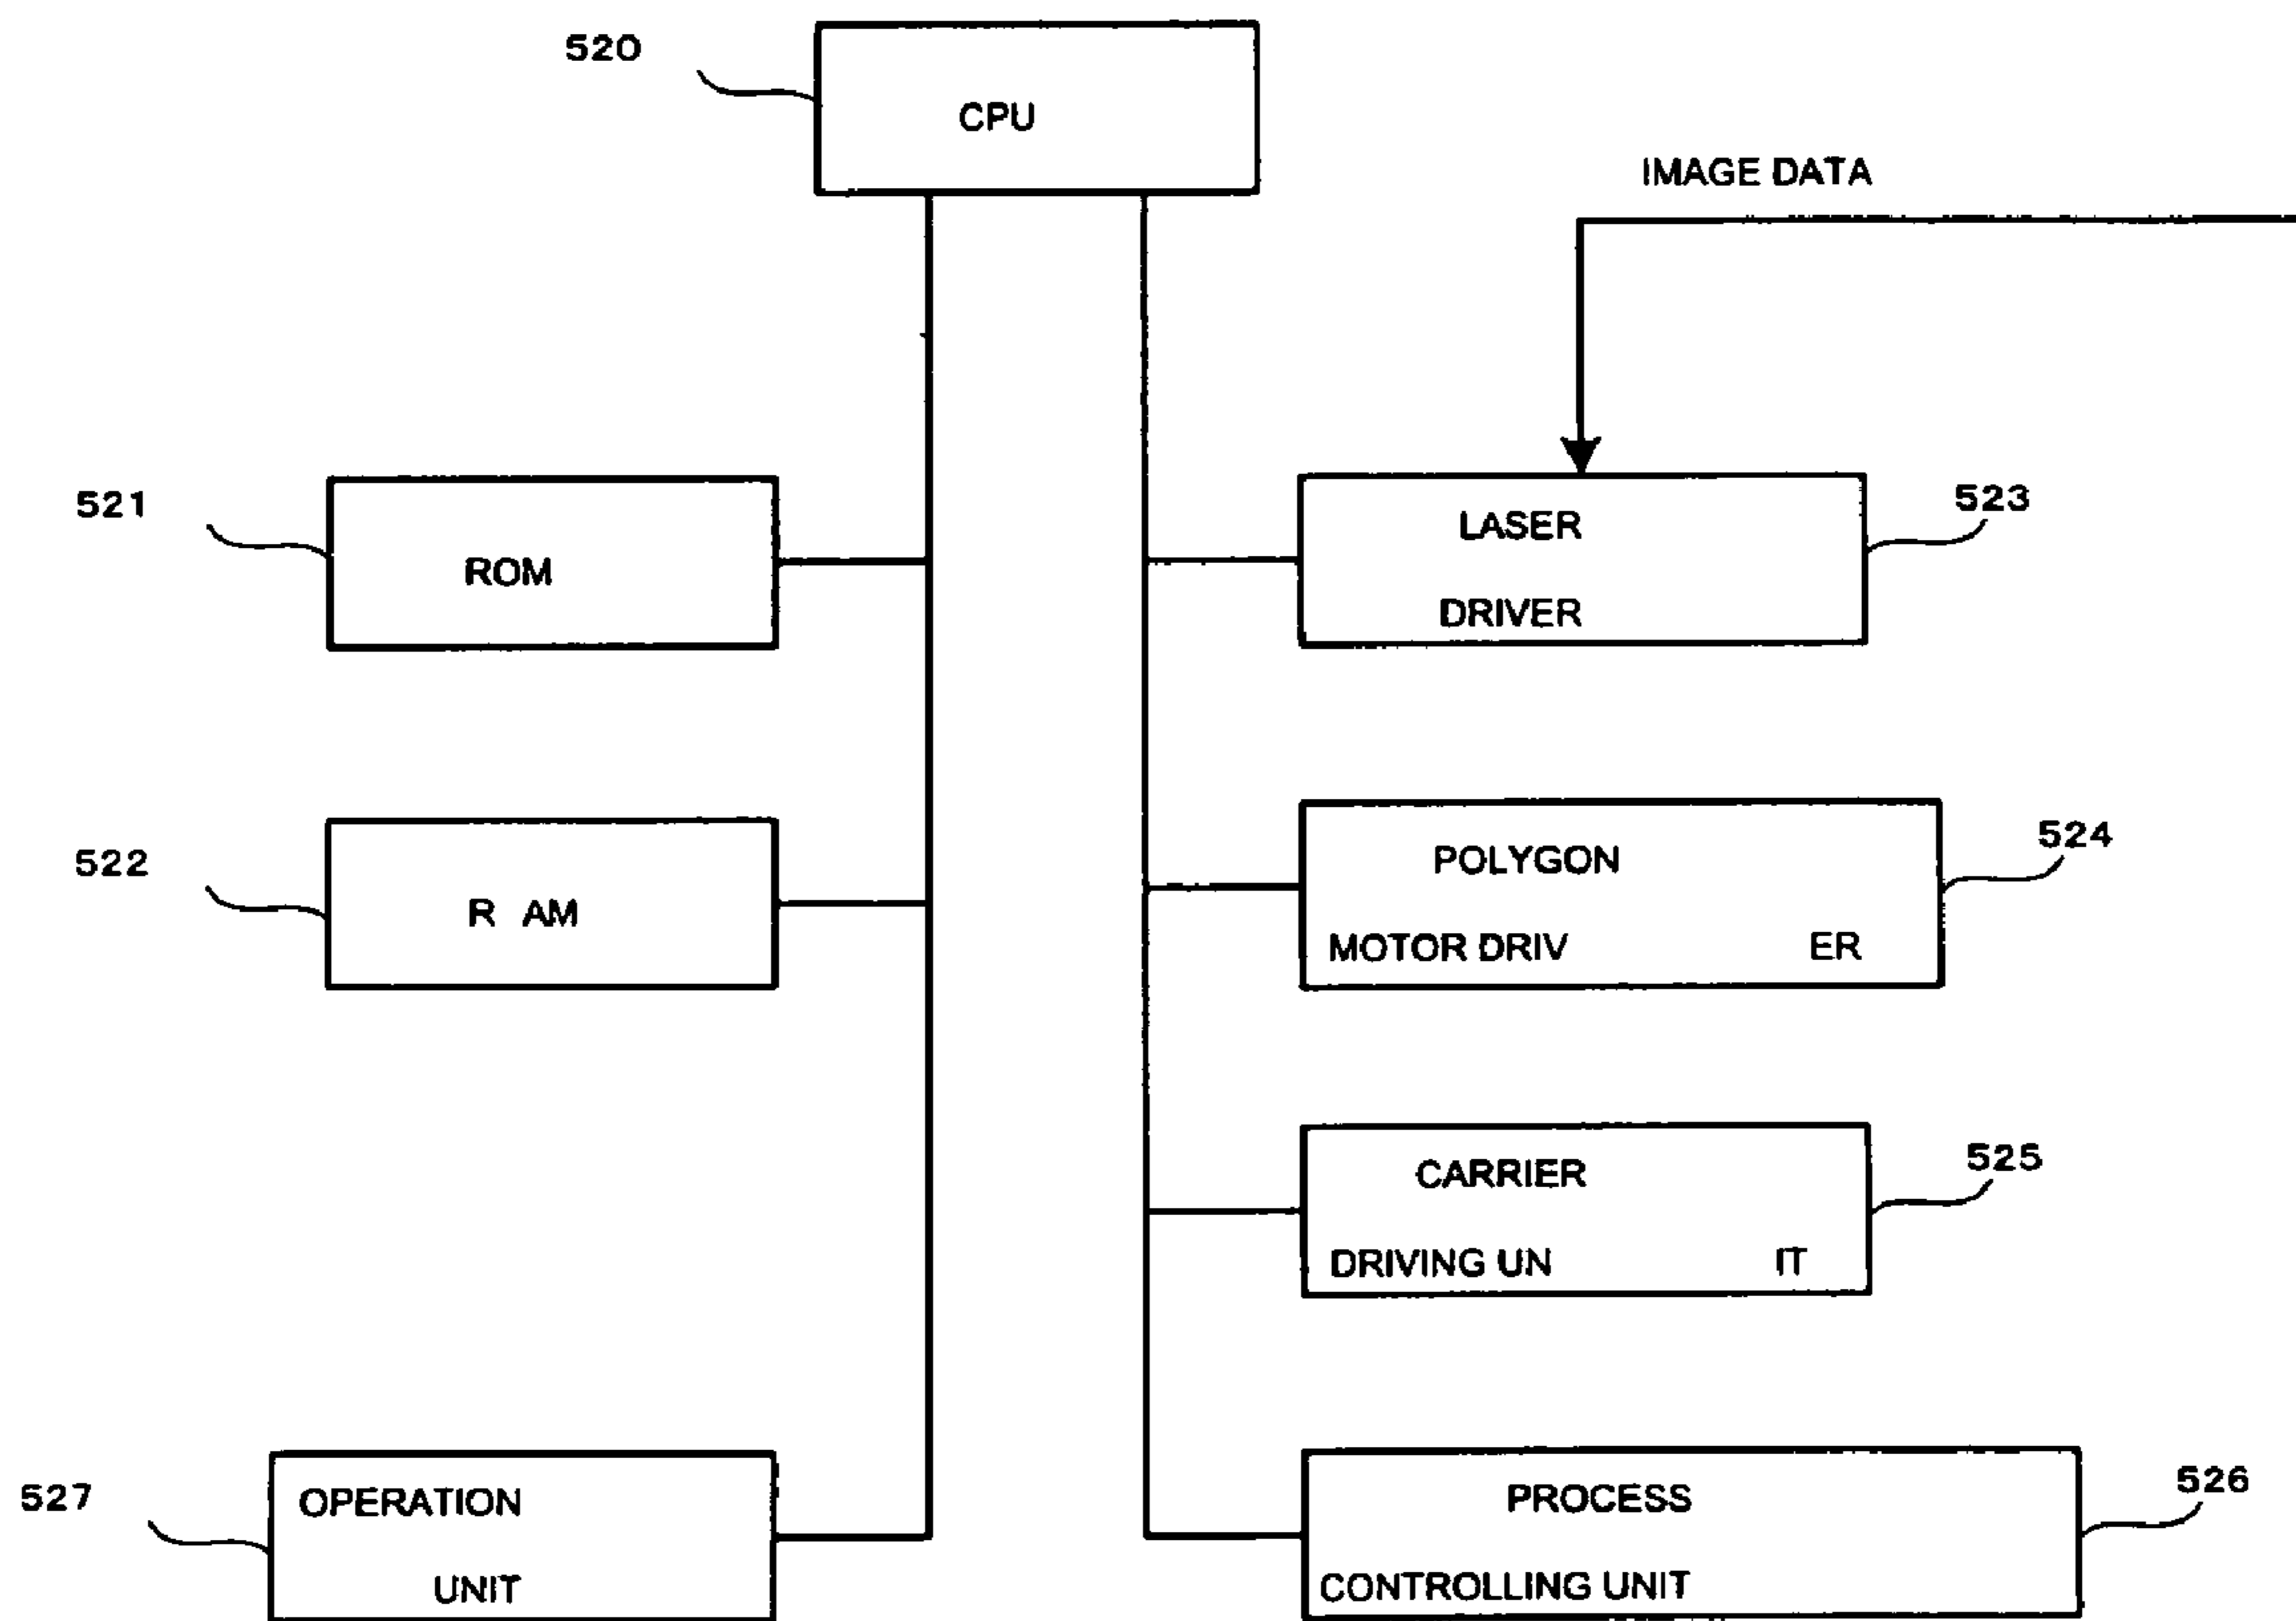 520
CPU
IMAGE DATA
521
ROM
LASER
DRIVER
523
522
R AM
POLYGON
MOTOR DRIV ER
524
CARRIER
DRIVING UN IT
525
527
OPERATION
UNIT
PROCESS
CONTROLLING UNIT
526